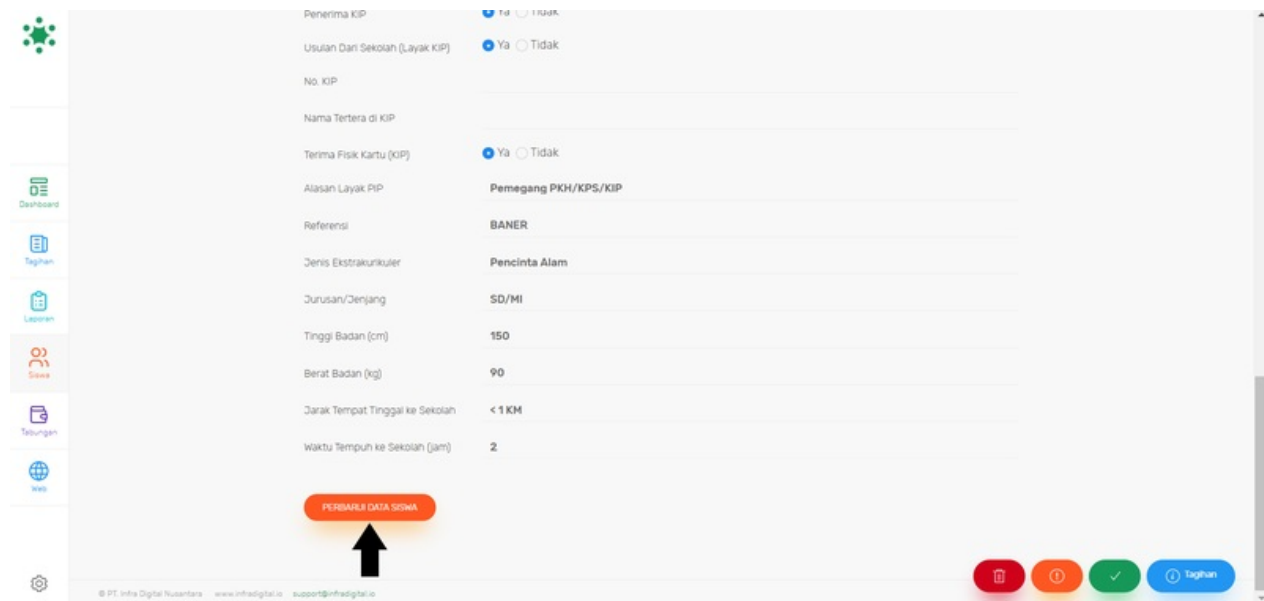 Penerima KIP Ya Tidak
Usulan Dari Sekolah (Layak KIP) Ya Tidak
No. KIP
Nama Tertera di KIP
Terima Fisik Kartu (KIP) Ya Tidak
Alasan Layak PIP Pemegang PKH/KPS/KIP
Referensi BANER
Jenis Ekstrakurikuler Pencinta Alam
Jurusan/Jenjang SD/MI
Tinggi Badan (cm) 150
Berat Badan (kg) 90
Jarak Tempat Tinggal ke Sekolah < 1 KM
Waktu Tempuh ke Sekolah (jam) 2
PERBARUI DATA SISWA
Dashboard
Tagihan
Laporan
Siswa
Tabungan
Web
Tagihan
© PT. Infra Digital Nusantara www.infradigital.io support@infradigital.io